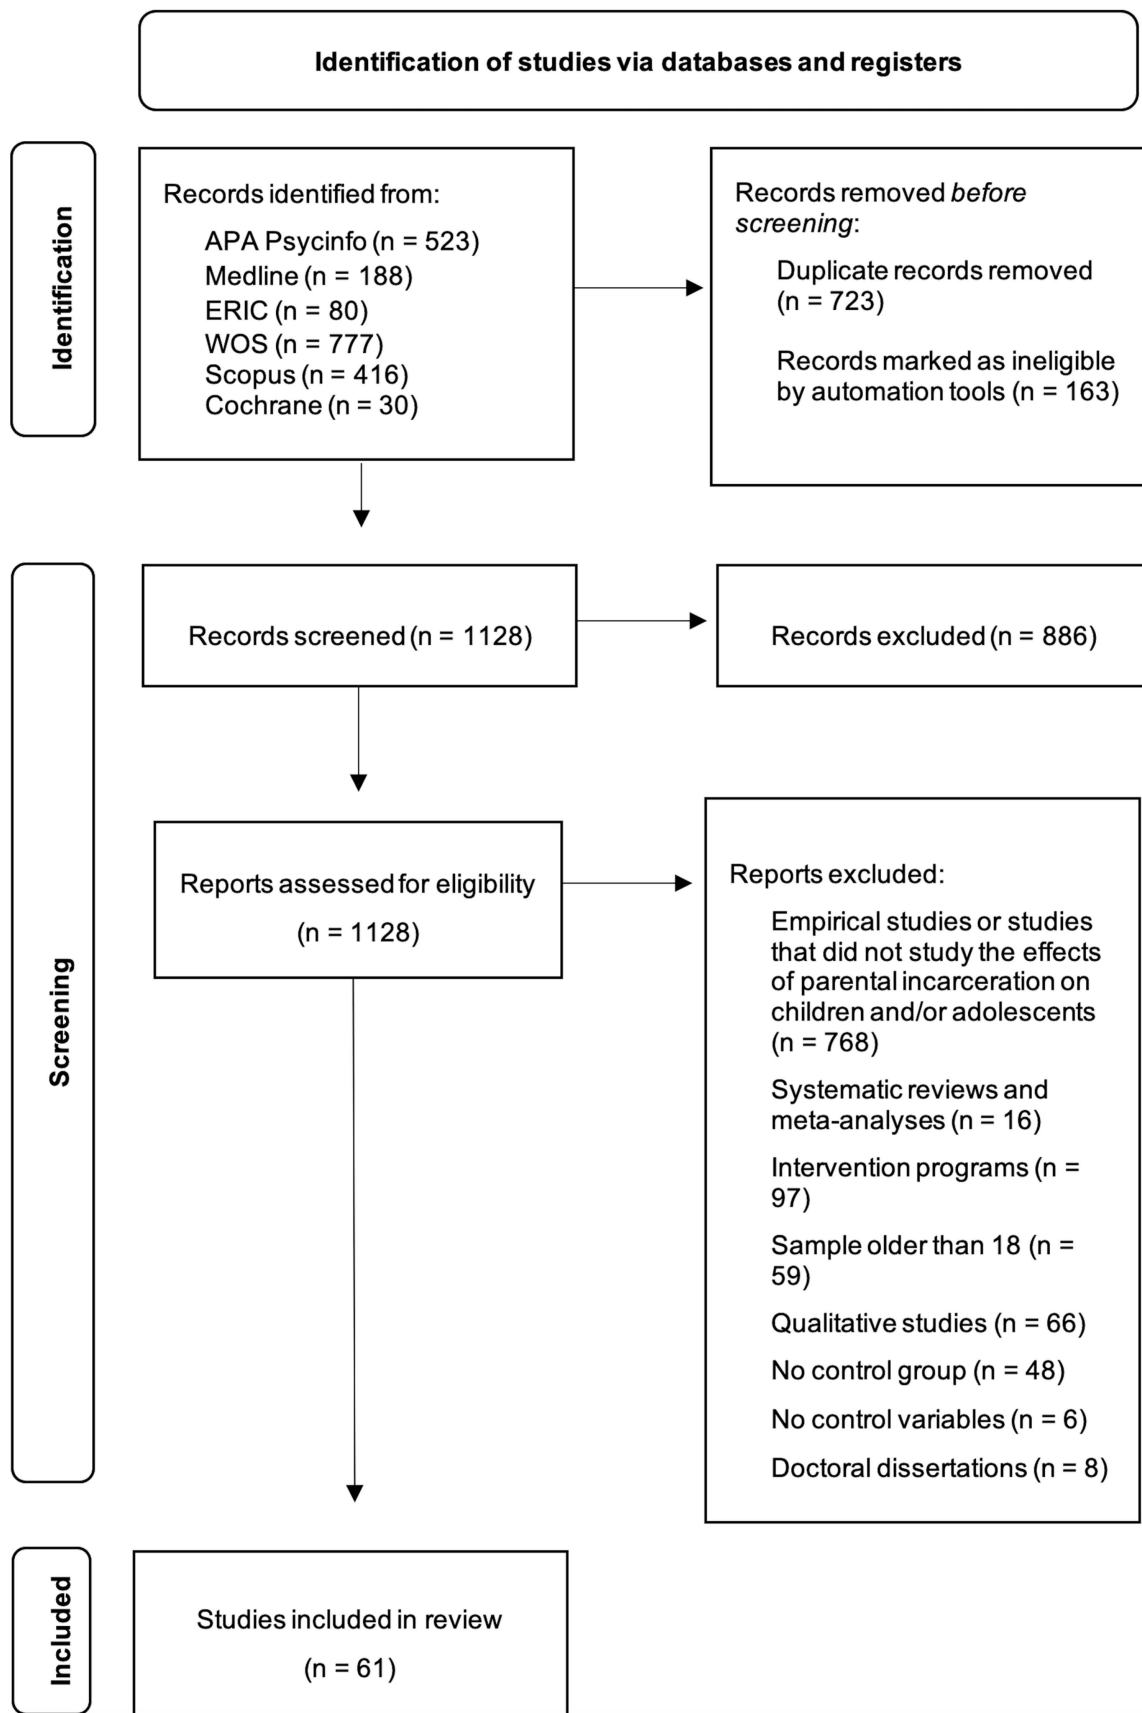 Identification of studies via databases and registers
Identification
Records identified from:
APA Psycinfo (n = 523)
Medline (n = 188)
ERIC (n = 80)
WOS (n = 777)
Scopus (n = 416)
Cochrane (n = 30)
Records removed before
screening:
Duplicate records removed
(n = 723)
Records marked as ineligible
by automation tools (n = 163)
Screening
Records screened (n = 1128)
Records excluded (n = 886)
Reports assessed for eligibility
(n = 1128)
Reports excluded:
Empirical studies or studies
that did not study the effects
of parental incarceration on
children and/or adolescents
(n = 768)
Systematic reviews and
meta-analyses (n = 16)
Intervention programs (n =
97)
Sample older than 18 (n =
59)
Qualitative studies (n = 66)
No control group (n = 48)
No control variables (n = 6)
Doctoral dissertations (n = 8)
Included
Studies included in review
(n = 61)